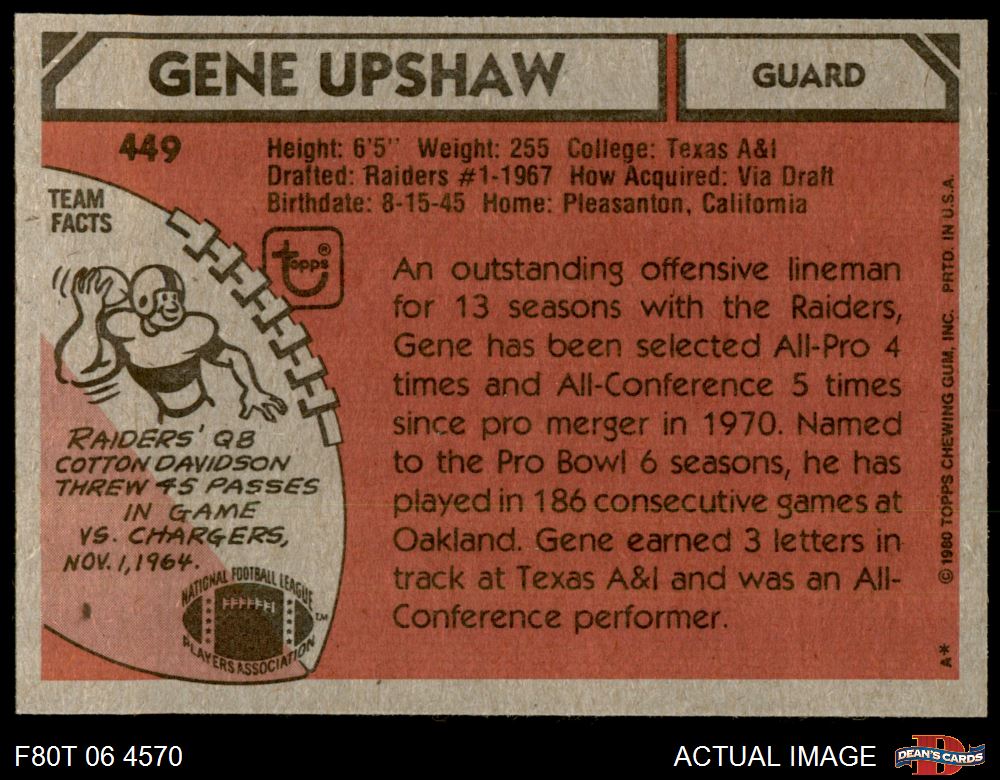 GENE UPSHAW
GUARD
449
Height: 6'5" Weight: 255 College: Texas A&I
Drafted: Raiders #1-1967 How Acquired: Via Draft
Birthdate: 8-15-45 Home: Pleasanton, California
TEAM
FACTS
topps®
An outstanding offensive lineman
for 13 seasons with the Raiders,
Gene has been selected All-Pro 4
times and All-Conference 5 times
since pro merger in 1970. Named
to the Pro Bowl 6 seasons, he has
played in 186 consecutive games at
Oakland. Gene earned 3 letters in
track at Texas A&I and was an All-
Conference performer.
RAIDERS' QB
COTTON DAVIDSON
THREW 45 PASSES
IN GAME
VS. CHARGERS,
NOV. 1, 1964.
NATIONAL FOOTBALL LEAGUE
PLAYERS ASSOCIATION
TM
© 1980 TOPPS CHEWING GUM, INC. PRTD. IN U.S.A.
A*
F80T 06 4570
ACTUAL IMAGE
D
DEAN'S CARDS